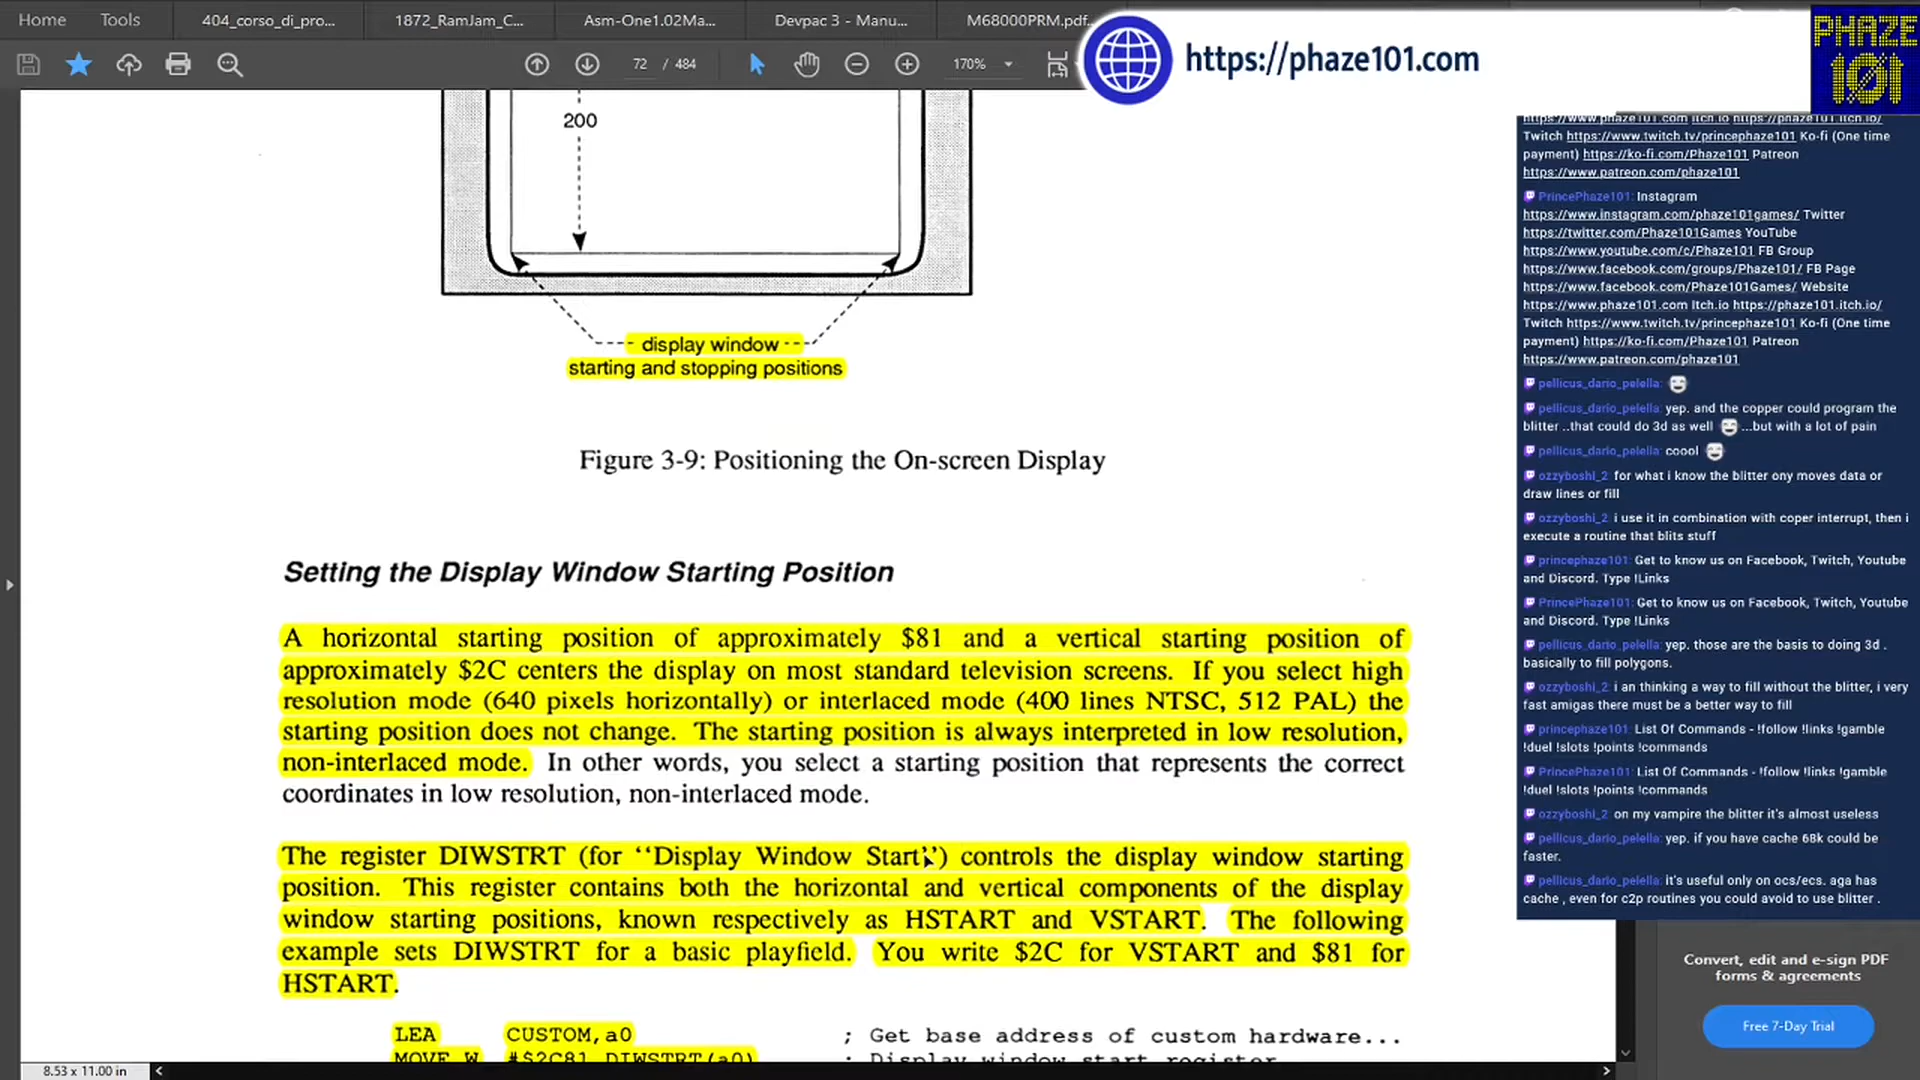 Home Tools 404_corso_di_pro... 1872_RamJam_C... Asm-One1.02Ma... Devpac 3 - Manu... M68000PRM.pdf...
72 / 484 170%
https://phaze101.com
PHAZE
101
200
display window
starting and stopping positions
Figure 3-9: Positioning the On-screen Display
Setting the Display Window Starting Position
A horizontal starting position of approximately $81 and a vertical starting position of
approximately $2C centers the display on most standard television screens. If you select high
resolution mode (640 pixels horizontally) or interlaced mode (400 lines NTSC, 512 PAL) the
starting position does not change. The starting position is always interpreted in low resolution,
non-interlaced mode. In other words, you select a starting position that represents the correct
coordinates in low resolution, non-interlaced mode.
The register DIWSTRT (for ‘‘Display Window Start’’) controls the display window starting
position. This register contains both the horizontal and vertical components of the display
window starting positions, known respectively as HSTART and VSTART. The following
example sets DIWSTRT for a basic playfield. You write $2C for VSTART and $81 for
HSTART.
LEA CUSTOM,a0 ; Get base address of custom hardware...
MOVE.W #$2C81,DIWSTRT(a0) ; Display window start register
8.53 x 11.00 in
https://www.phaze101.com Itch.io https://phaze101.itch.io/
Twitch https://www.twitch.tv/princephaze101 Ko-fi (One time
payment) https://ko-fi.com/Phaze101 Patreon
https://www.patreon.com/phaze101
PrincePhaze101: Instagram
https://www.instagram.com/phaze101games/ Twitter
https://twitter.com/Phaze101Games YouTube
https://www.youtube.com/c/Phaze101 FB Group
https://www.facebook.com/groups/Phaze101/ FB Page
https://www.facebook.com/Phaze101Games/ Website
https://www.phaze101.com Itch.io https://phaze101.itch.io/
Twitch https://www.twitch.tv/princephaze101 Ko-fi (One time
payment) https://ko-fi.com/Phaze101 Patreon
https://www.patreon.com/phaze101
pellicus_dario_pelella:
pellicus_dario_pelella: yep. and the copper could program the
blitter ..that could do 3d as well ...but with a lot of pain
pellicus_dario_pelella: coool
ozzyboshi_2 for what i know the blitter ony moves data or
draw lines or fill
ozzyboshi_2 i use it in combination with coper interrupt, then i
execute a routine that blits stuff
princephaze101: Get to know us on Facebook, Twitch, Youtube
and Discord. Type !Links
PrincePhaze101: Get to know us on Facebook, Twitch, Youtube
and Discord. Type !Links
pellicus_dario_pelella: yep. those are the basis to doing 3d .
basically to fill polygons.
ozzyboshi_2: i an thinking a way to fill without the blitter, i very
fast amigas there must be a better way to fill
princephaze101: List Of Commands - !follow !links !gamble
!duel !slots !points !commands
PrincePhaze101: List Of Commands - !follow !links !gamble
!duel !slots !points !commands
ozzyboshi_2: on my vampire the blitter it's almost useless
pellicus_dario_pelella: yep. if you have cache 68k could be
faster.
pellicus_dario_pelella: it's useful only on ocs/ecs. aga has
cache , even for c2p routines you could avoid to use blitter .
Convert, edit and e-sign PDF
forms & agreements
Free 7-Day Trial